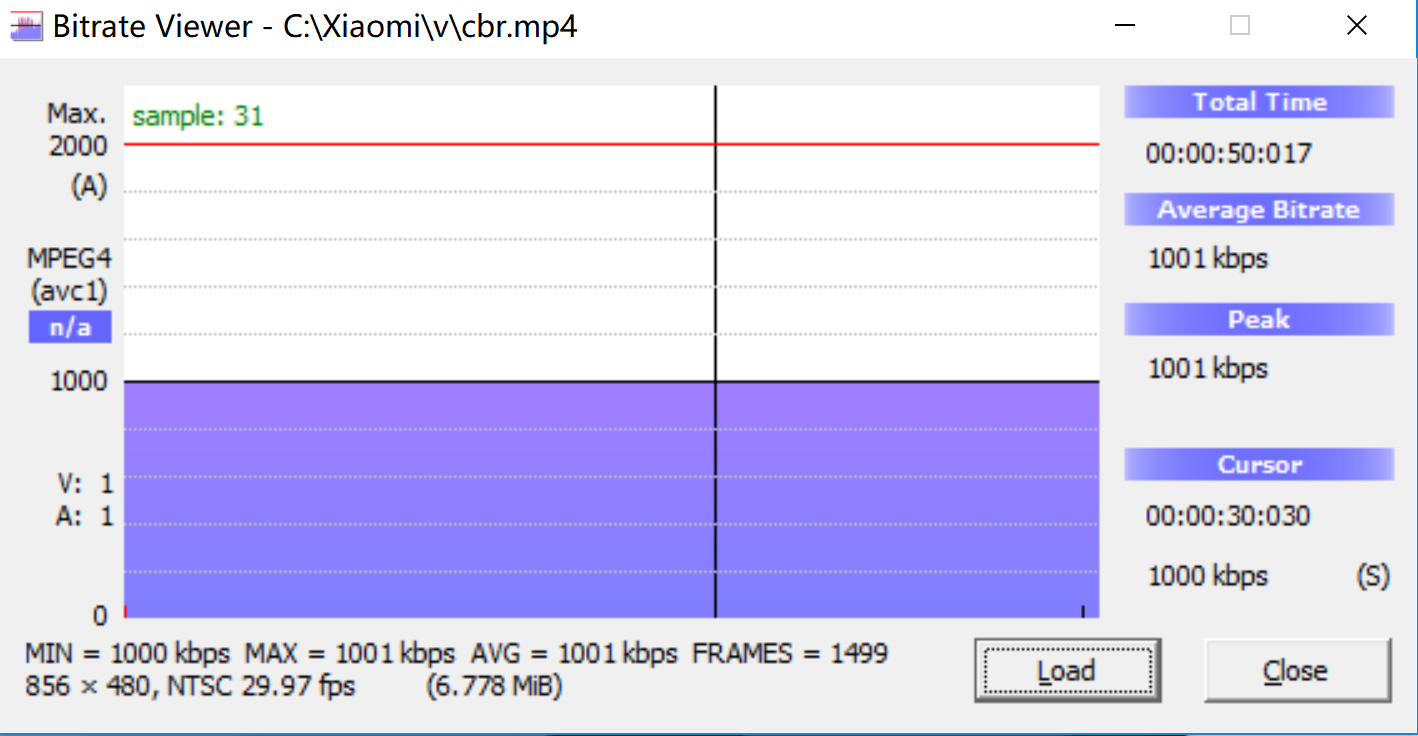 Bitrate Viewer - C:\Xiaomi\v\cbr.mp4
Max.
2000
(A)
MPEG4
(avc1)
n/a
1000
V: 1
A: 1
0
sample: 31
Total Time
00:00:50:017
Average Bitrate
1001 kbps
Peak
1001 kbps
Cursor
00:00:30:030
1000 kbps (S)
MIN = 1000 kbps MAX = 1001 kbps AVG = 1001 kbps FRAMES = 1499
856 × 480, NTSC 29.97 fps (6.778 MiB)
Load
Close